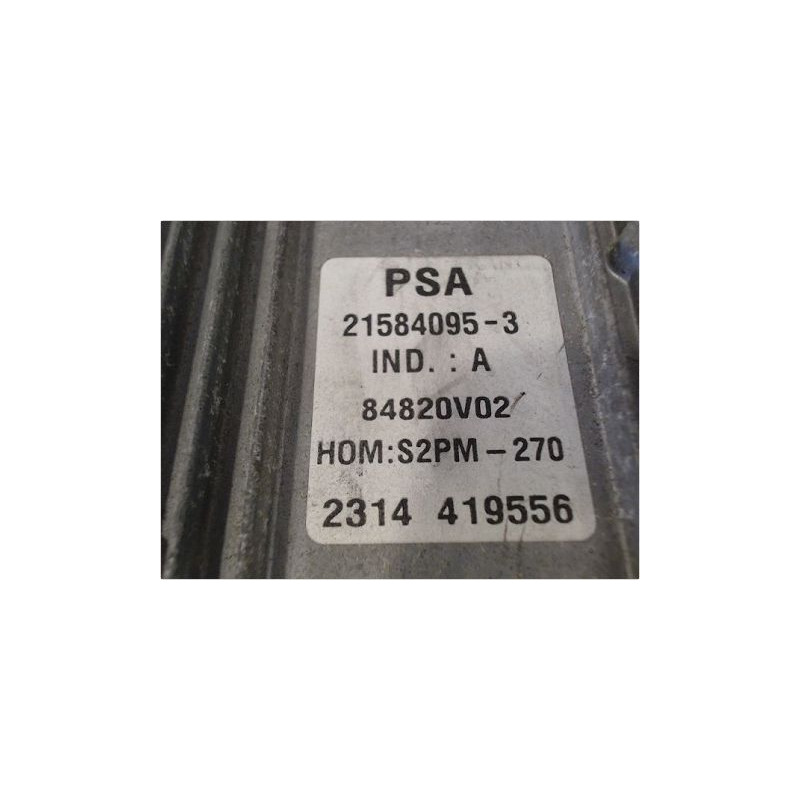 PSA
21584095-3
IND. : A
84820V02
HOM:S2PM-270
2314 419556